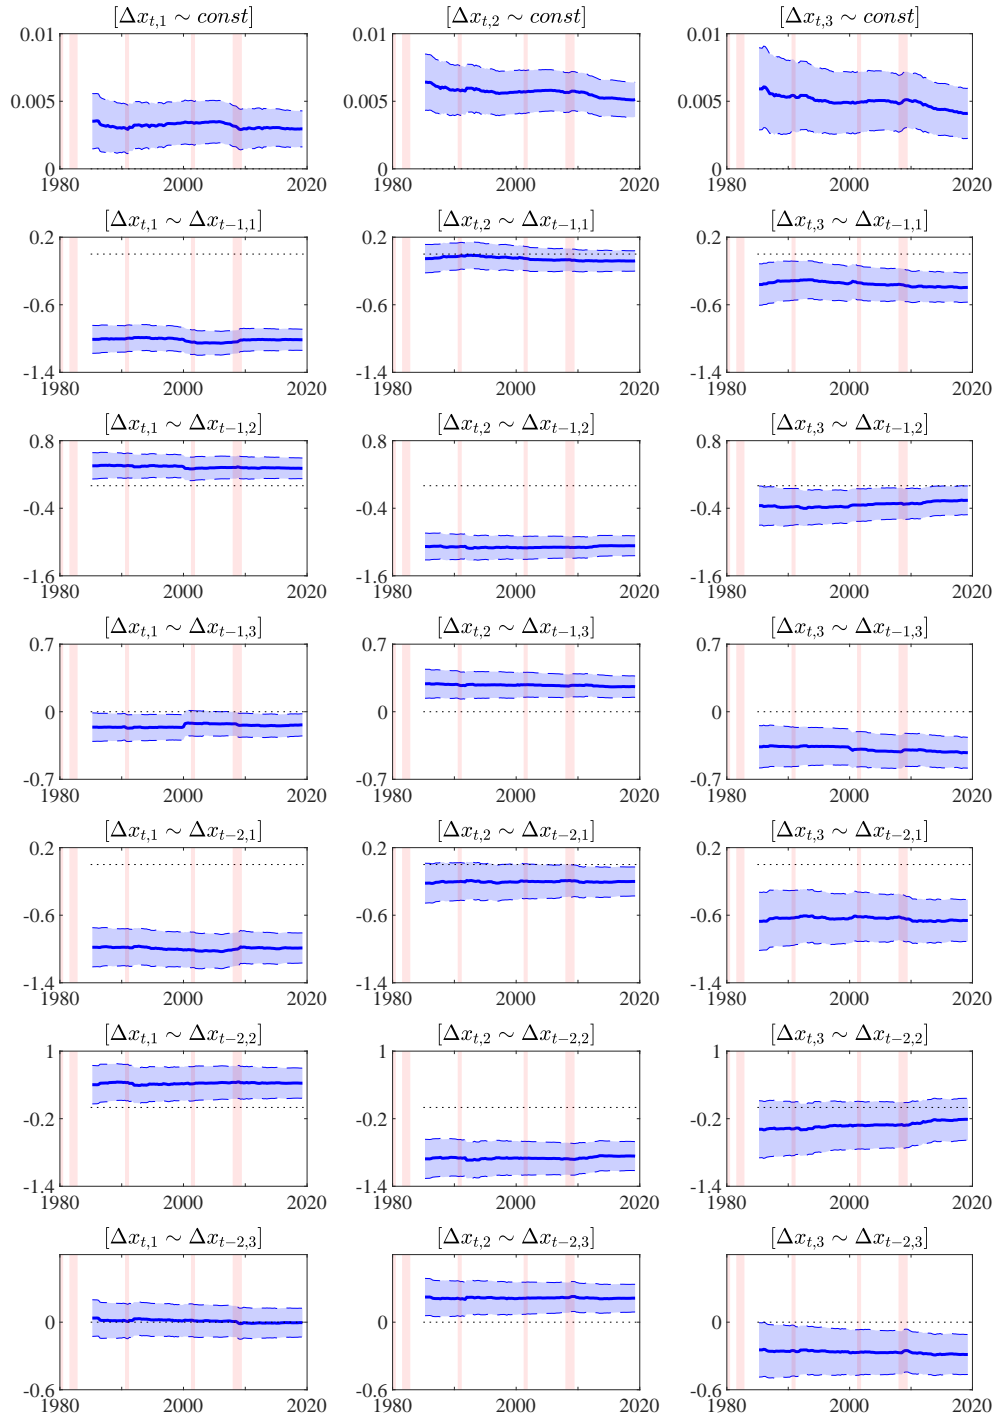 [Δx_{t,1} ∼ const] [Δx_{t,2} ∼ const] [Δx_{t,3} ∼ const]
0.01 0.01 0.01
0.005 0.005 0.005
0 0 0
1980 2000 2020 1980 2000 2020 1980 2000 2020
[Δx_{t,1} ∼ Δx_{t−1,1}] [Δx_{t,2} ∼ Δx_{t−1,1}] [Δx_{t,3} ∼ Δx_{t−1,1}]
0.2 0.2 0.2
-0.6 -0.6 -0.6
-1.4 -1.4 -1.4
1980 2000 2020 1980 2000 2020 1980 2000 2020
[Δx_{t,1} ∼ Δx_{t−1,2}] [Δx_{t,2} ∼ Δx_{t−1,2}] [Δx_{t,3} ∼ Δx_{t−1,2}]
0.8 0.8 0.8
-0.4 -0.4 -0.4
-1.6 -1.6 -1.6
1980 2000 2020 1980 2000 2020 1980 2000 2020
[Δx_{t,1} ∼ Δx_{t−1,3}] [Δx_{t,2} ∼ Δx_{t−1,3}] [Δx_{t,3} ∼ Δx_{t−1,3}]
0.7 0.7 0.7
0 0 0
-0.7 -0.7 -0.7
1980 2000 2020 1980 2000 2020 1980 2000 2020
[Δx_{t,1} ∼ Δx_{t−2,1}] [Δx_{t,2} ∼ Δx_{t−2,1}] [Δx_{t,3} ∼ Δx_{t−2,1}]
0.2 0.2 0.2
-0.6 -0.6 -0.6
-1.4 -1.4 -1.4
1980 2000 2020 1980 2000 2020 1980 2000 2020
[Δx_{t,1} ∼ Δx_{t−2,2}] [Δx_{t,2} ∼ Δx_{t−2,2}] [Δx_{t,3} ∼ Δx_{t−2,2}]
1 1 1
-0.2 -0.2 -0.2
-1.4 -1.4 -1.4
1980 2000 2020 1980 2000 2020 1980 2000 2020
[Δx_{t,1} ∼ Δx_{t−2,3}] [Δx_{t,2} ∼ Δx_{t−2,3}] [Δx_{t,3} ∼ Δx_{t−2,3}]
0 0 0
-0.6 -0.6 -0.6
1980 2000 2020 1980 2000 2020 1980 2000 2020